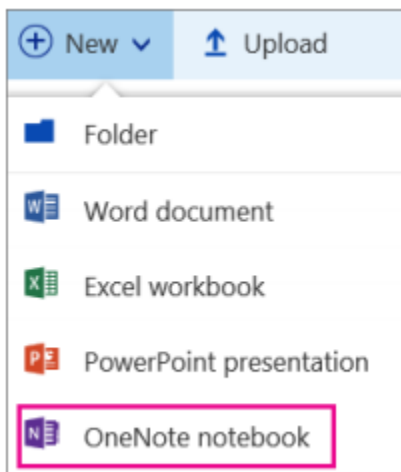 New Upload
Folder
Word document
Excel workbook
PowerPoint presentation
OneNote notebook